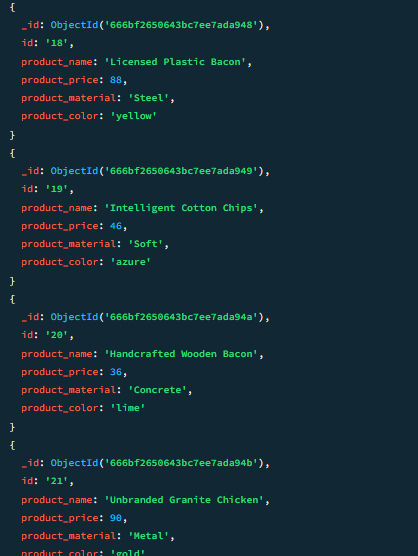 {
_id: ObjectId('666bf2650643bc7ee7ada948'),
id: '18',
product_name: 'Licensed Plastic Bacon',
product_price: 88,
product_material: 'Steel',
product_color: 'yellow'
}
{
_id: ObjectId('666bf2650643bc7ee7ada949'),
id: '19',
product_name: 'Intelligent Cotton Chips',
product_price: 46,
product_material: 'Soft',
product_color: 'azure'
}
{
_id: ObjectId('666bf2650643bc7ee7ada94a'),
id: '20',
product_name: 'Handcrafted Wooden Bacon',
product_price: 36,
product_material: 'Concrete',
product_color: 'lime'
}
{
_id: ObjectId('666bf2650643bc7ee7ada94b'),
id: '21',
product_name: 'Unbranded Granite Chicken',
product_price: 90,
product_material: 'Metal',
product_color: 'gold'